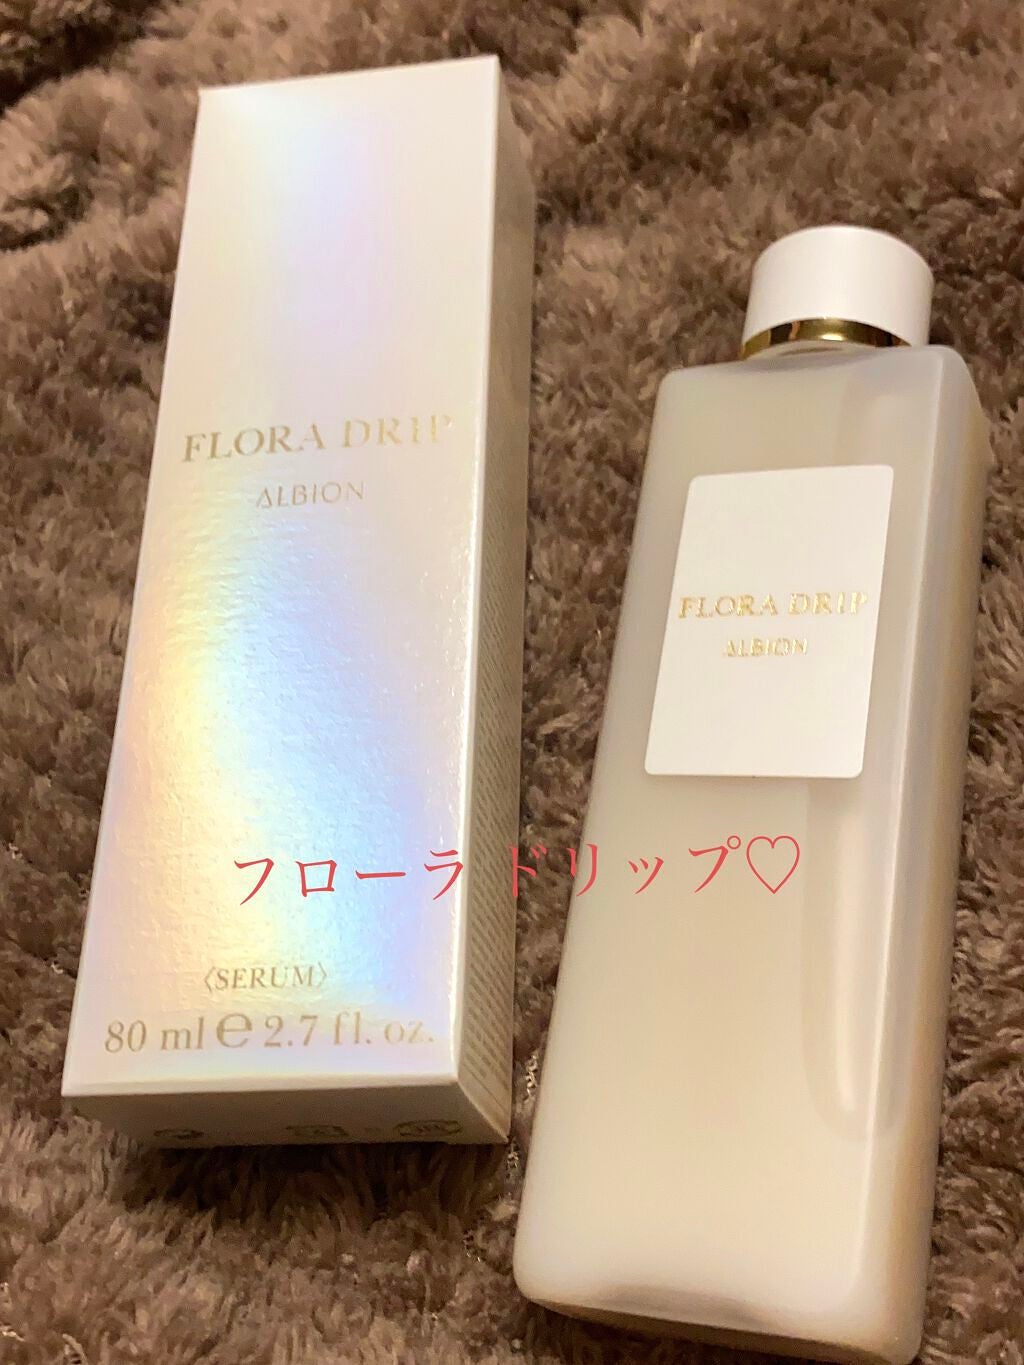 FLORA DRIP
ALBION
〈SERUM〉
80 ml ℮ 2.7 fl. oz.
FLORA DRIP
ALBION
フローラ ドリップ♡